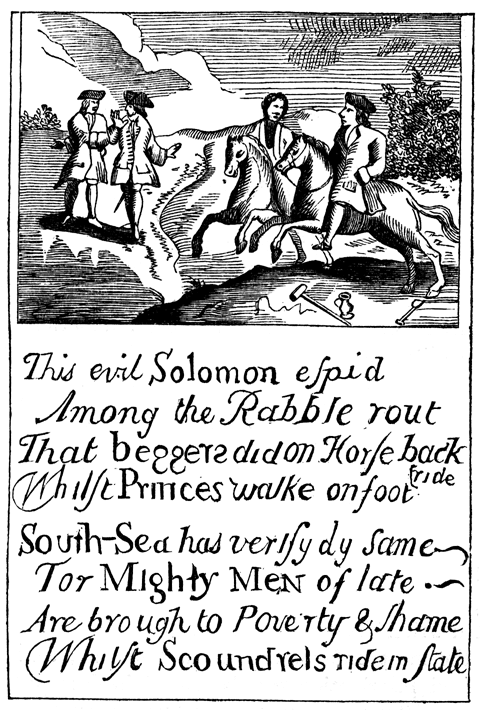 This evil Solomon eſpid
Among the Rabble rout
That beggers did on Horſe back
ride
Whilſt Princes walke on foot
South-Sea has verify dy same
Tor Mighty Men of late
Are brough to Poverty & shame
Whilſt Scoundrels ride in state